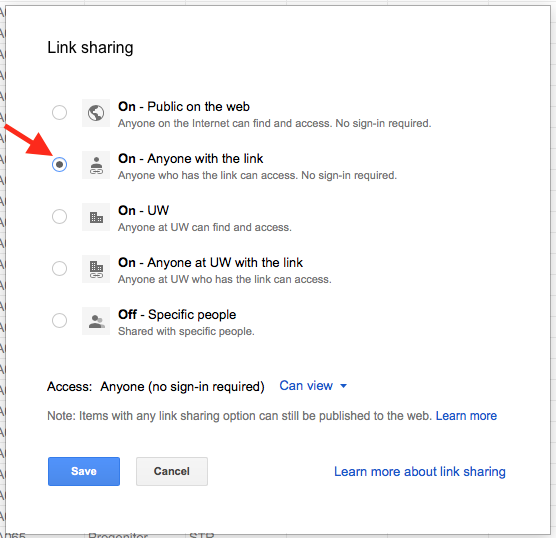 Link sharing
On - Public on the web
Anyone on the Internet can find and access. No sign-in required.
On - Anyone with the link
Anyone who has the link can access. No sign-in required.
On - UW
Anyone at UW can find and access.
On - Anyone at UW with the link
Anyone at UW who has the link can access.
Off - Specific people
Shared with specific people.
Access: Anyone (no sign-in required) Can view
Note: Items with any link sharing option can still be published to the web. Learn more
Save Cancel Learn more about link sharing